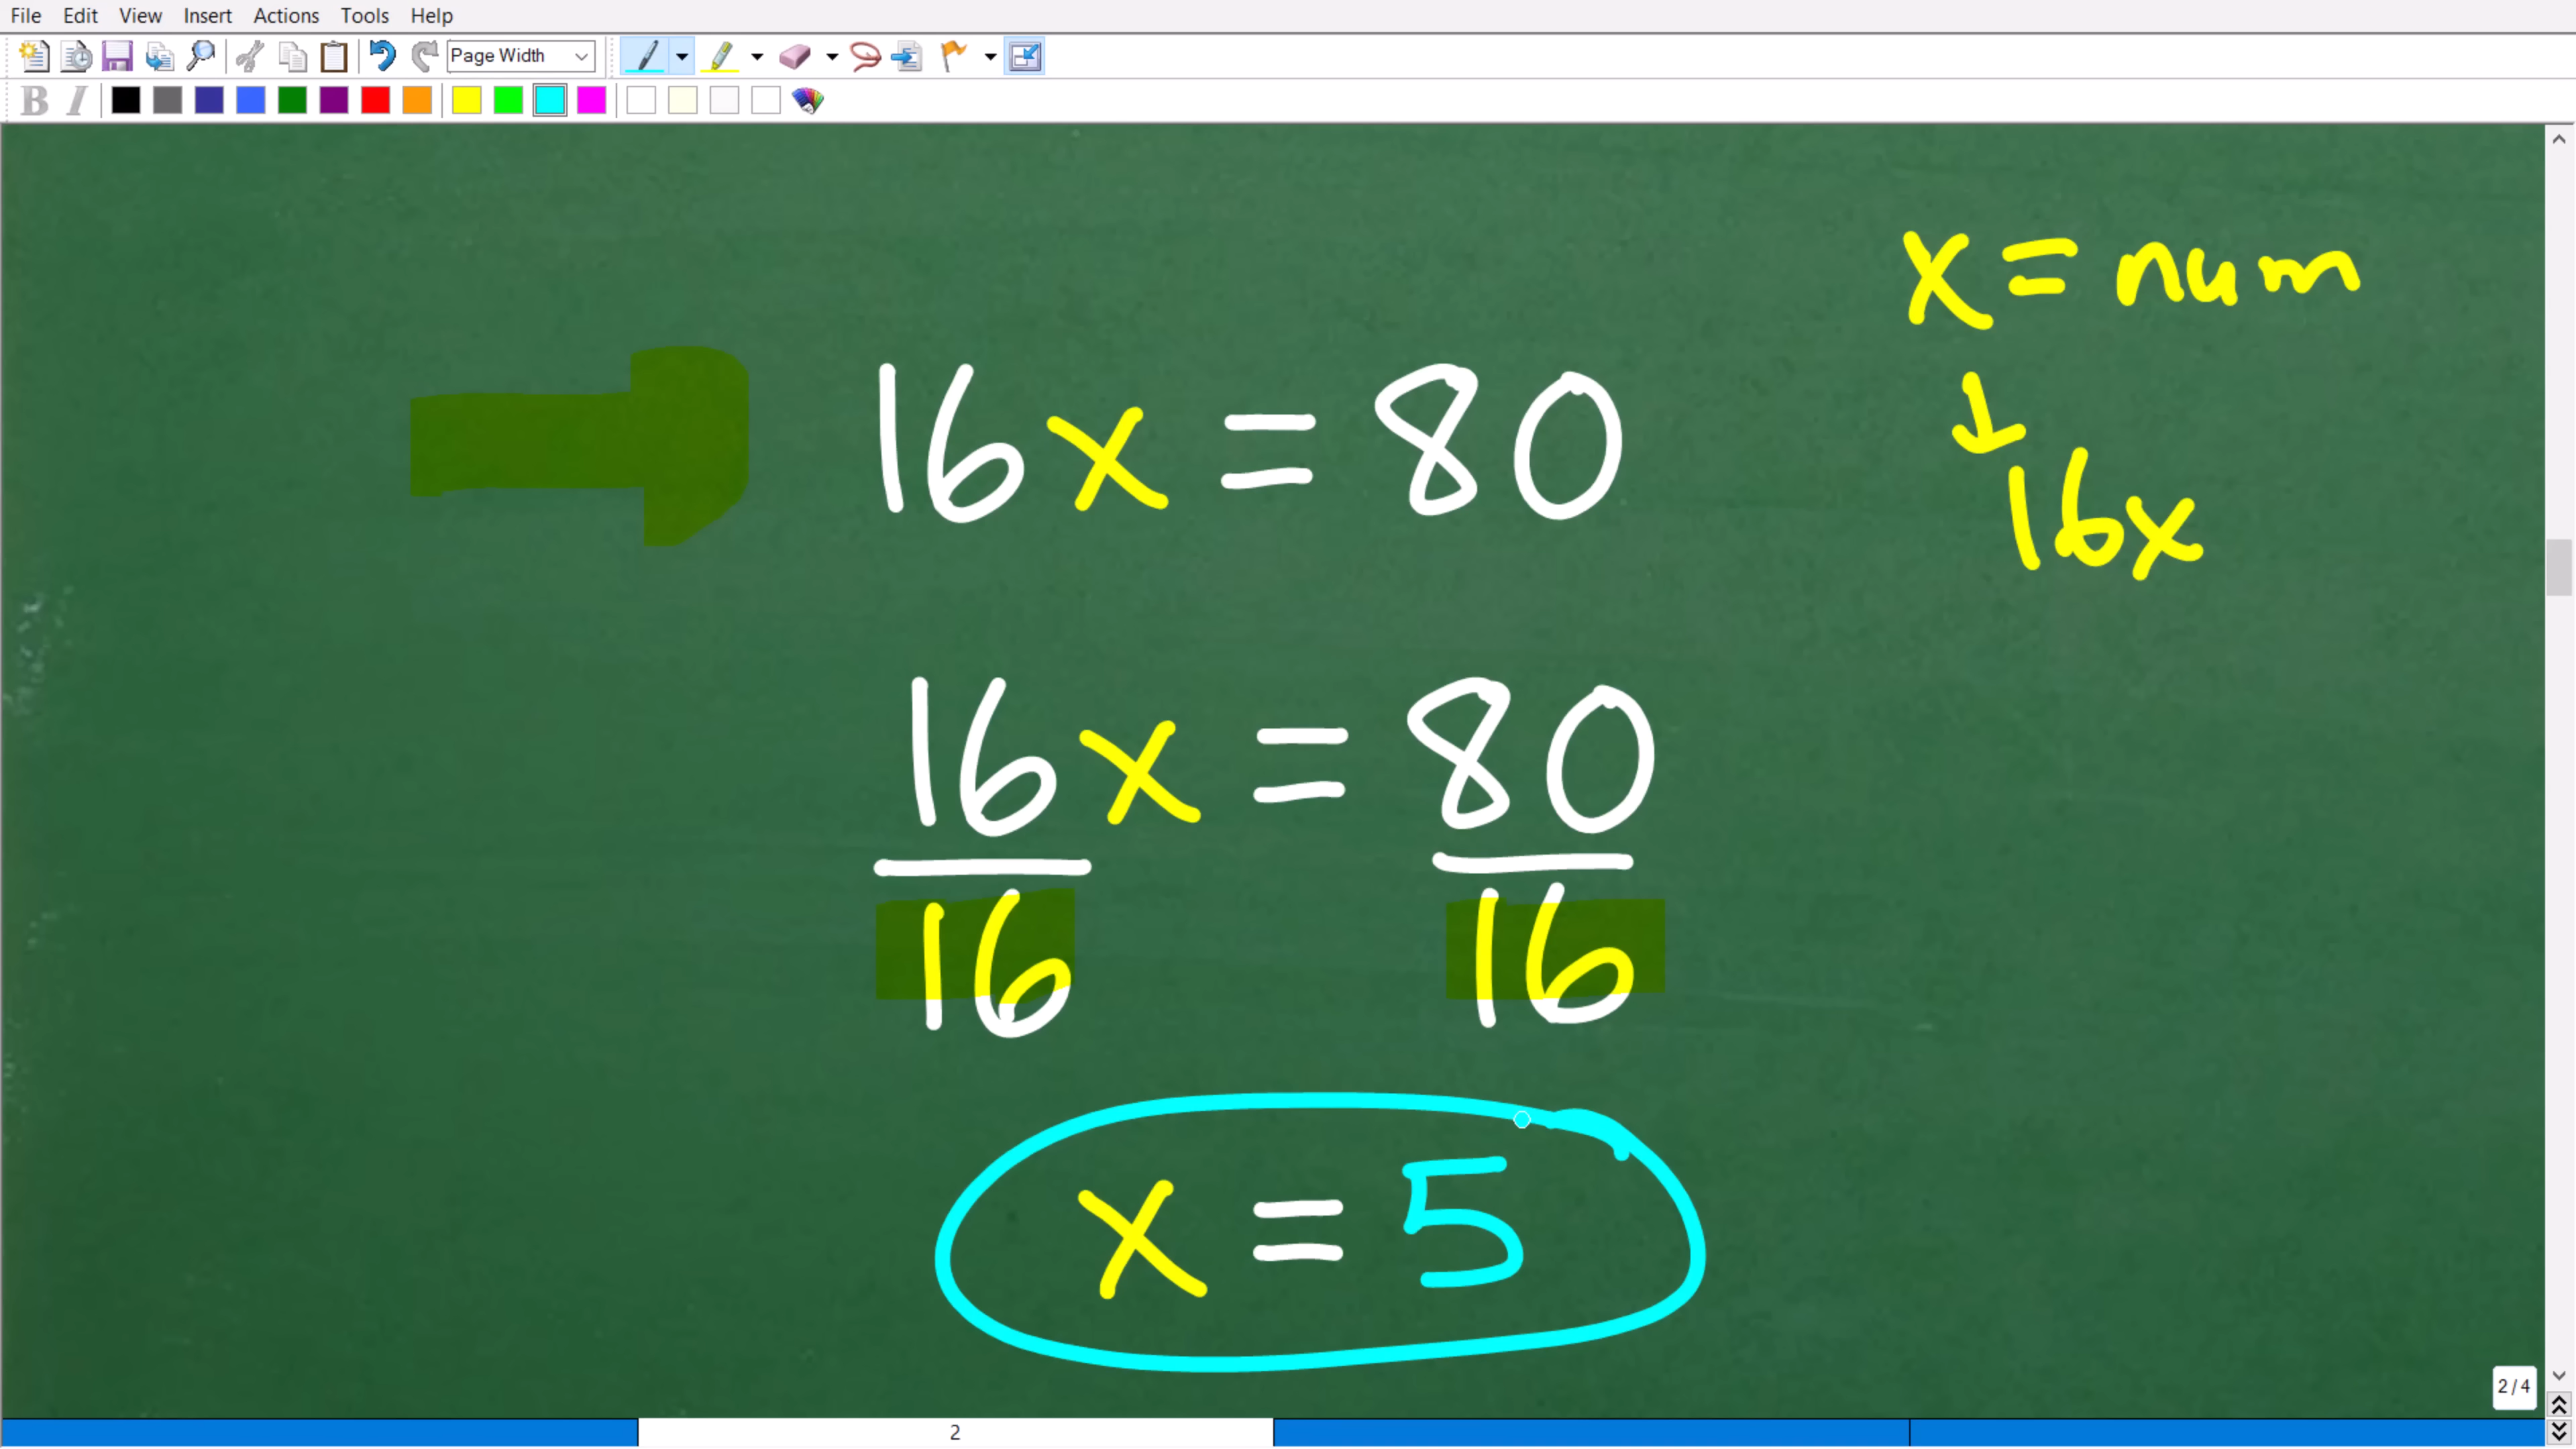 File Edit View Insert Actions Tools Help
Page Width
B I
x = num
16x = 80
16x
16x = 80
16 16
x = 5
2 / 4
2